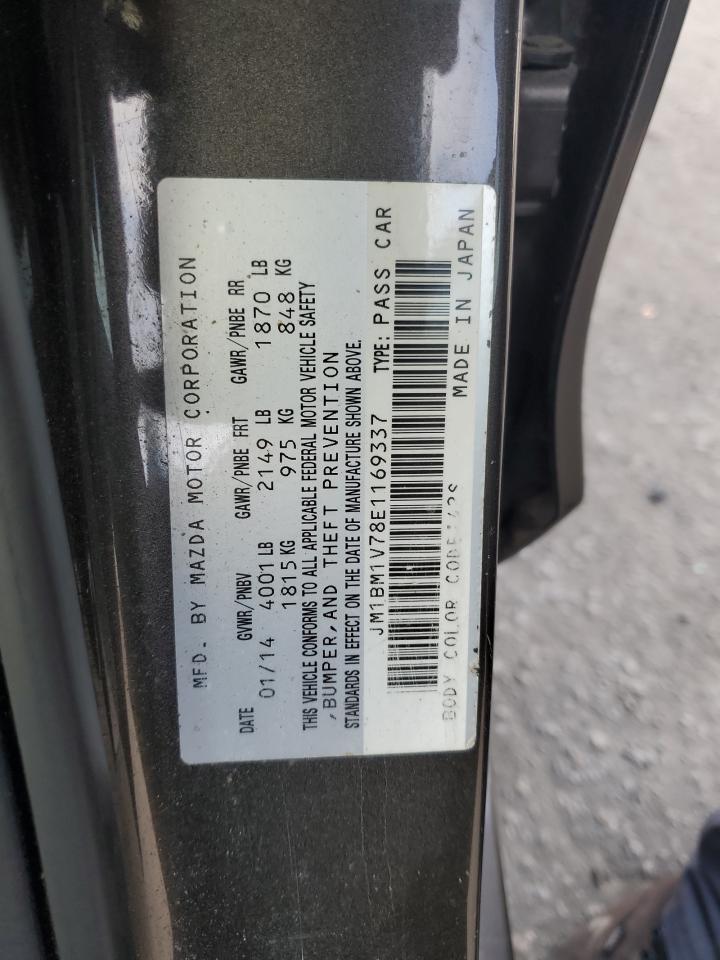 MFD. BY MAZDA MOTOR CORPORATION
DATE GVWR/PNBV GAWR/PNBE FRT GAWR/PNBE RR
01/14 4001 LB 2149 LB 1870 LB
1815 KG 975 KG 848 KG
THIS VEHICLE CONFORMS TO ALL APPLICABLE FEDERAL MOTOR VEHICLE SAFETY
,BUMPER,AND THEFT PREVENTION
STANDARDS IN EFFECT ON THE DATE OF MANUFACTURE SHOWN ABOVE.
JM1BM1V78E1169337 TYPE: PASS CAR
BODY COLOR CODE:
MADE IN JAPAN